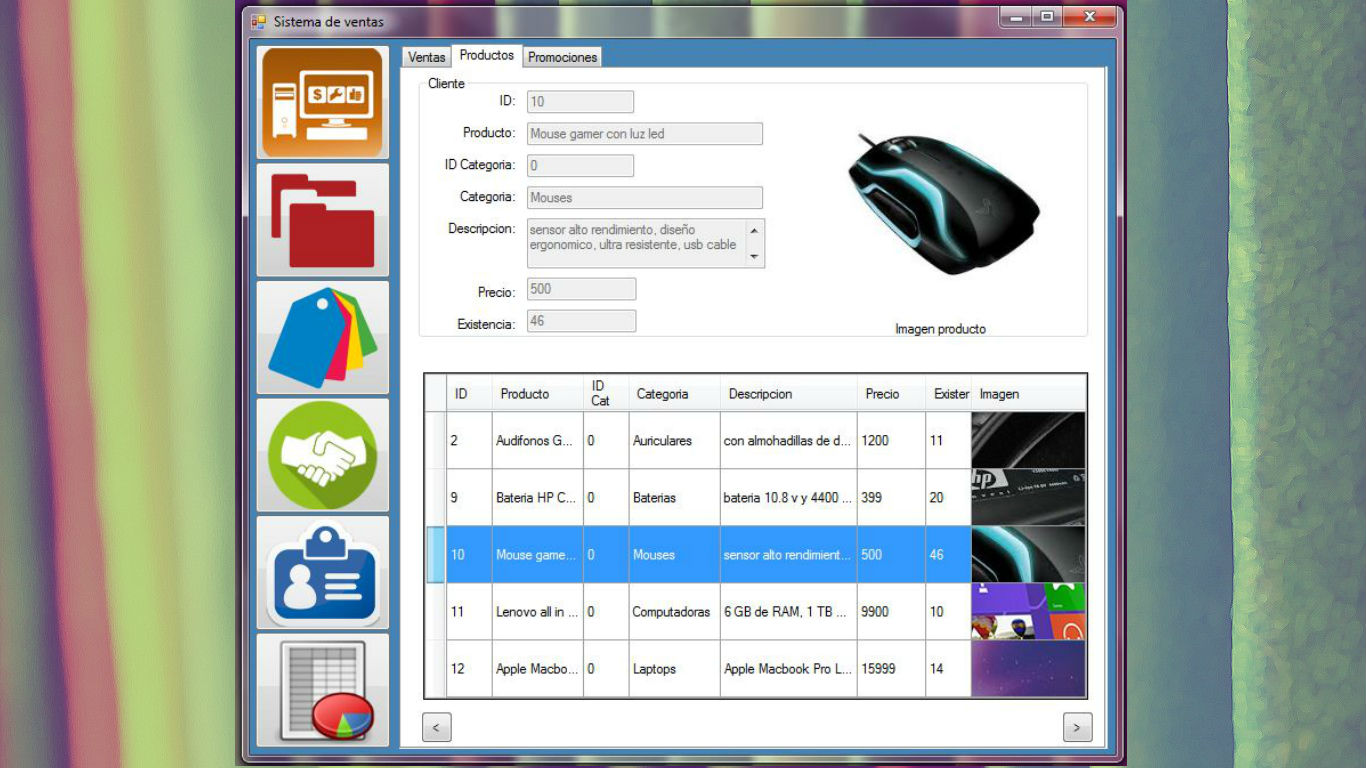 Sistema de ventas
Ventas
Productos
Promociones
Cliente
ID:
10
Producto:
Mouse gamer con luz led
ID Categoria:
0
Categoria:
Mouses
Descripcion:
sensor alto rendimiento, diseño
ergonomico, ultra resistente, usb cable
Precio:
500
Existencia:
46
Imagen producto
ID Producto ID Cat Categoria Descripcion Precio Exister Imagen
2 Audifonos G... 0 Auriculares con almohadillas de d... 1200 11
9 Bateria HP C... 0 Baterias bateria 10.8 v y 4400 ... 399 20
hp
invent
10 Mouse game... 0 Mouses sensor alto rendimient... 500 46
11 Lenovo all in ... 0 Computadoras 6 GB de RAM, 1 TB ... 9900 10
12 Apple Macbo... 0 Laptops Apple Macbook Pro L... 15999 14
< >